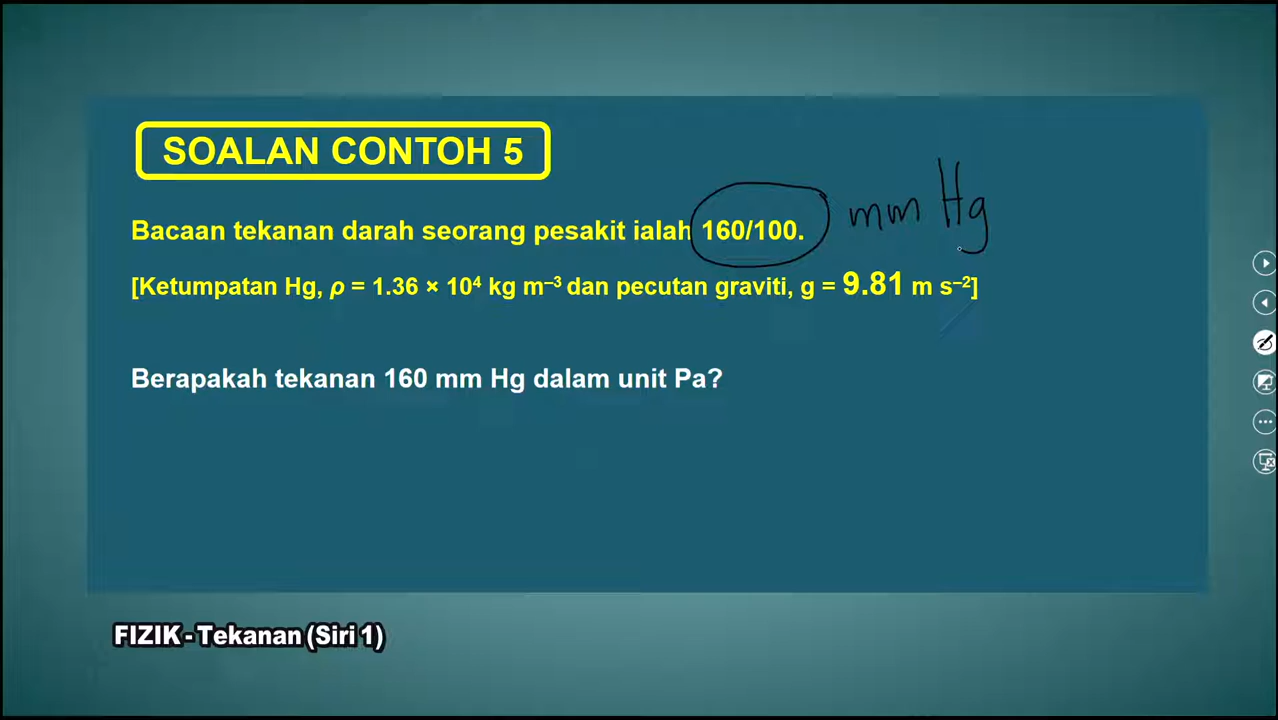 SOALAN CONTOH 5
Bacaan tekanan darah seorang pesakit ialah 160/100. mm Hg
[Ketumpatan Hg, ρ = 1.36 × 10⁴ kg m⁻³ dan pecutan graviti, g = 9.81 m s⁻²]
Berapakah tekanan 160 mm Hg dalam unit Pa?
FIZIK - Tekanan (Siri 1)